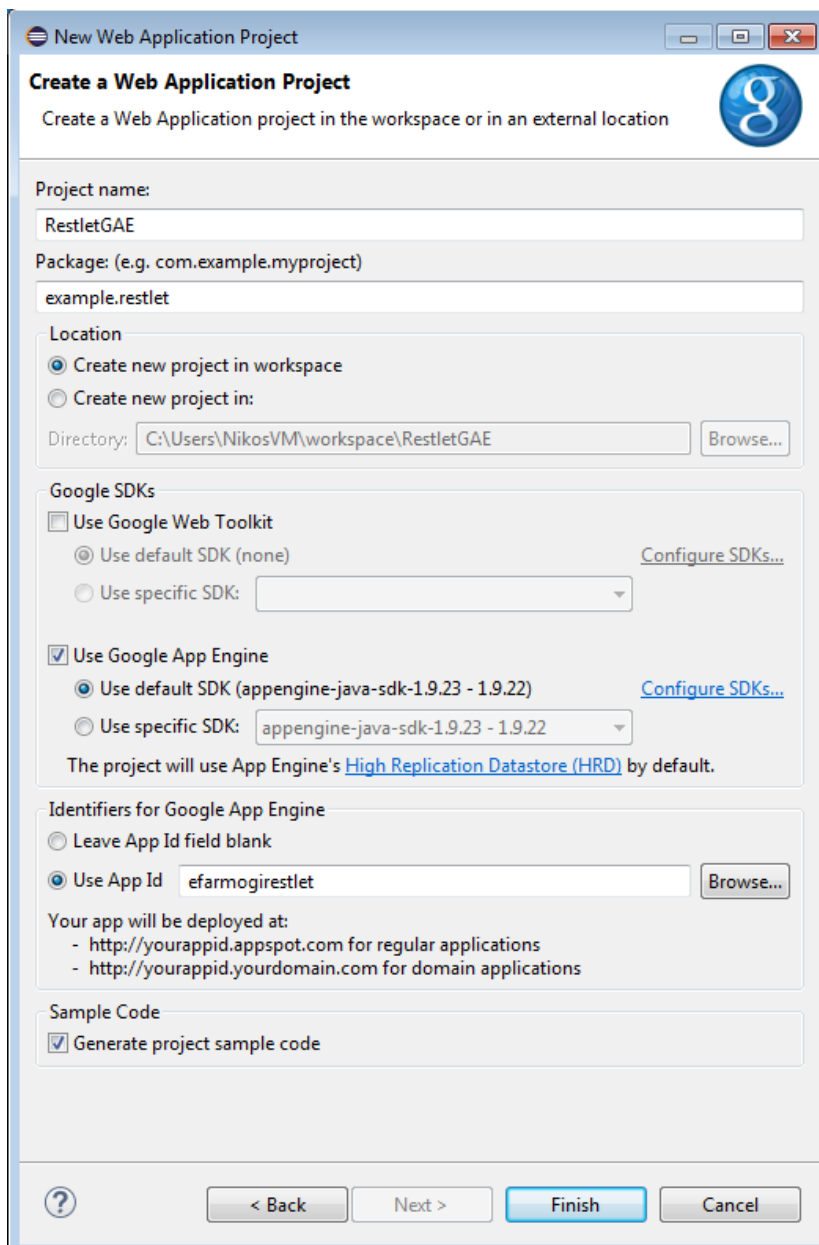 New Web Application Project
Create a Web Application Project
Create a Web Application project in the workspace or in an external location
g
Project name:
RestletGAE
Package: (e.g. com.example.myproject)
example.restlet
Location
Create new project in workspace
Create new project in:
Directory: C:\Users\NikosVM\workspace\RestletGAE Browse...
Google SDKs
Use Google Web Toolkit
Use default SDK (none) Configure SDKs...
Use specific SDK:
Use Google App Engine
Use default SDK (appengine-java-sdk-1.9.23 - 1.9.22) Configure SDKs...
Use specific SDK: appengine-java-sdk-1.9.23 - 1.9.22
The project will use App Engine's High Replication Datastore (HRD) by default.
Identifiers for Google App Engine
Leave App Id field blank
Use App Id efarmogirestlet Browse...
Your app will be deployed at:
- http://yourappid.appspot.com for regular applications
- http://yourappid.yourdomain.com for domain applications
Sample Code
Generate project sample code
? < Back Next > Finish Cancel